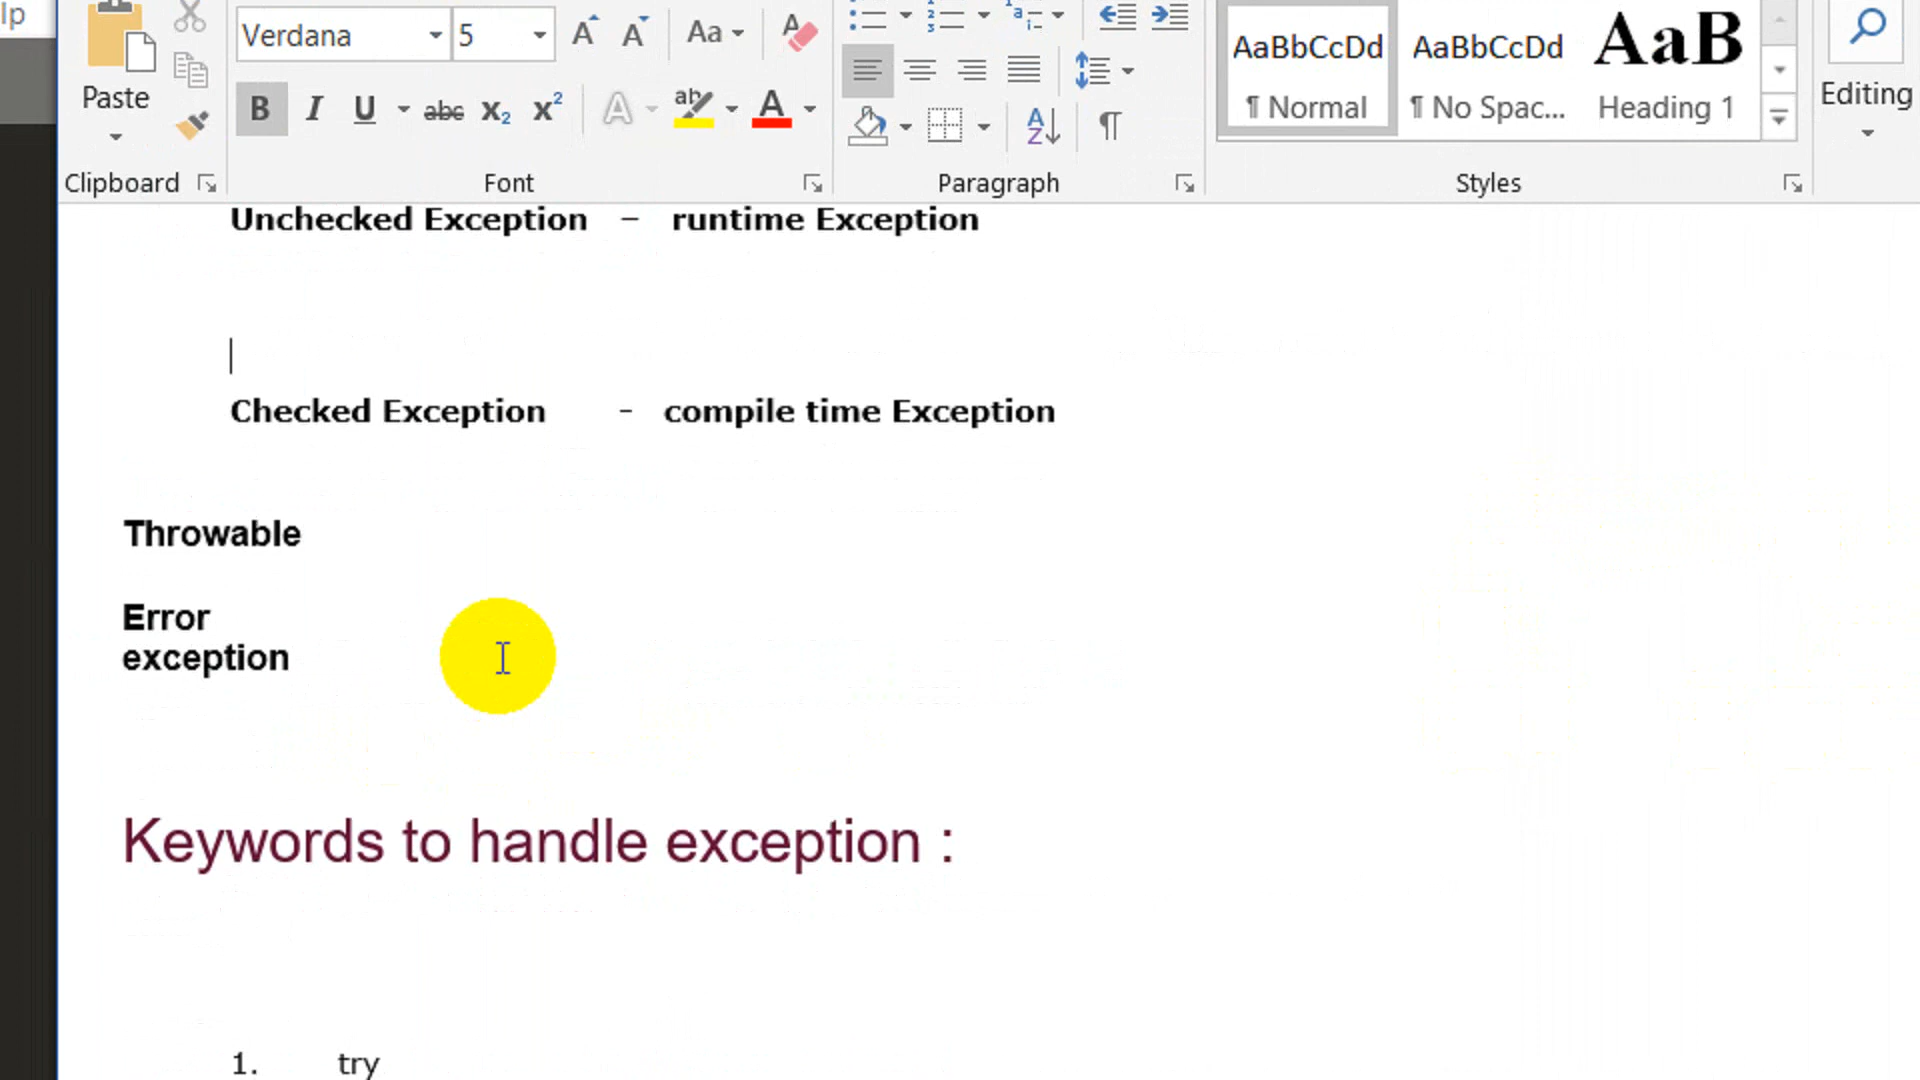 lp
Verdana
5
Aa
AaBbCcDd
AaBbCcDd
AaB
Paste
B I U abc X₂ X² A ab A
A
Z
¶
¶ Normal
¶ No Spac...
Heading 1
Editing
Clipboard
Font
Paragraph
Styles
Unchecked Exception – runtime Exception
Checked Exception - compile time Exception
Throwable
Error
exception
Keywords to handle exception :
1. try